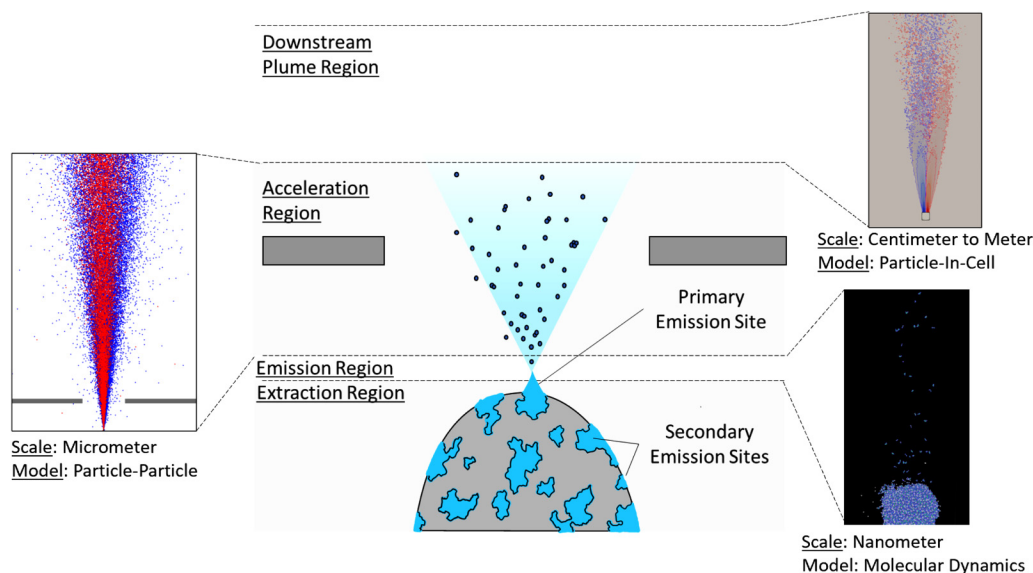 Downstream
Plume Region
Acceleration
Region
Scale: Centimeter to Meter
Model: Particle-In-Cell
Primary
Emission Site
Emission Region
Extraction Region
Scale: Micrometer
Model: Particle-Particle
Secondary
Emission Sites
Scale: Nanometer
Model: Molecular Dynamics